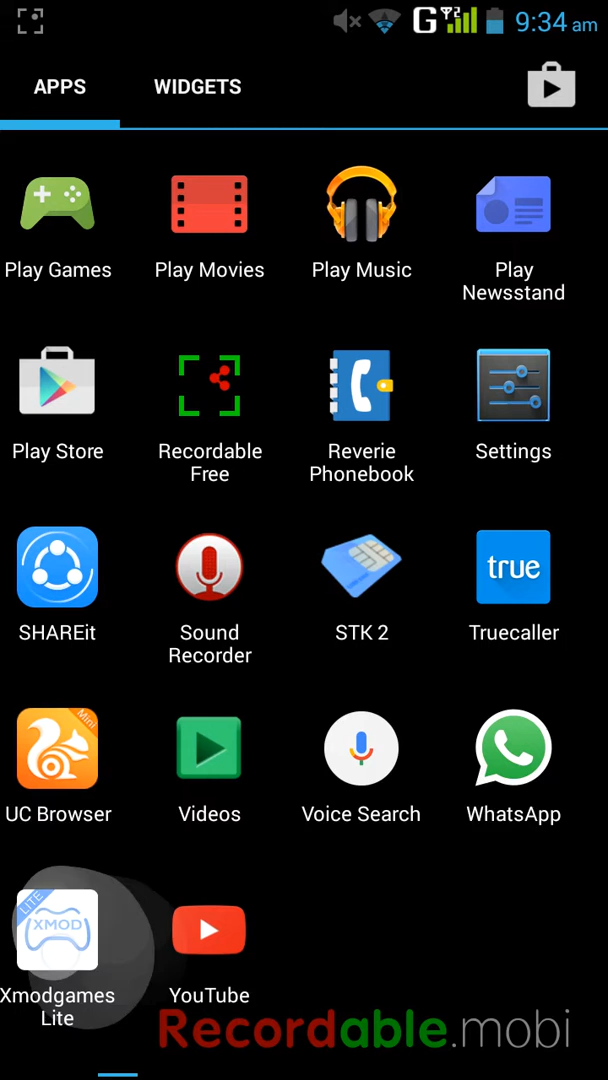 G 2 9:34 am
APPS WIDGETS
Play Games Play Movies Play Music Play
Newsstand
Play Store Recordable Reverie Settings
Free Phonebook
true
SHAREit Sound STK 2 Truecaller
Recorder
Mini
UC Browser Videos Voice Search WhatsApp
LITE
XMOD
Xmodgames YouTube
Lite
Recordable.mobi